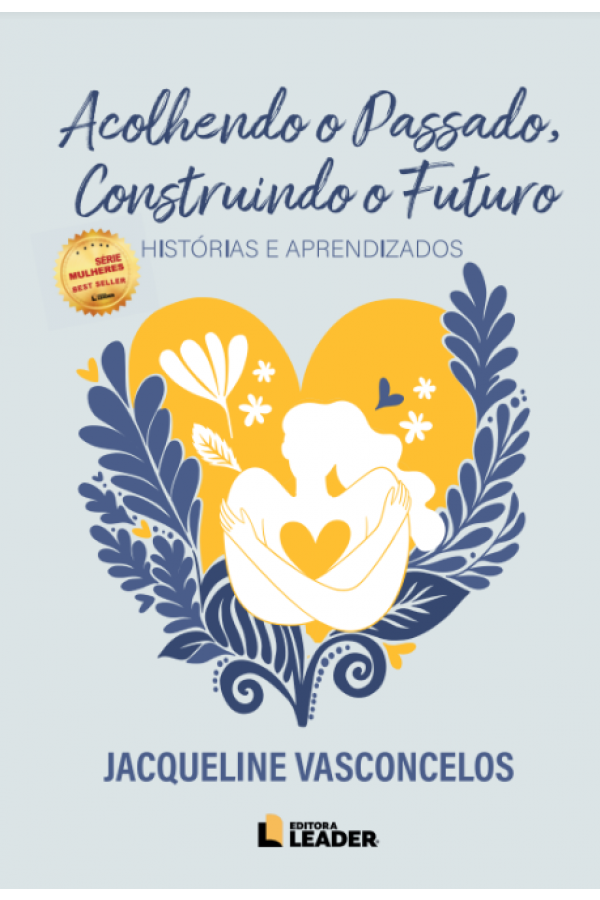 Acolhendo o Passado,
Construindo o Futuro
HISTÓRIAS E APRENDIZADOS
SÉRIE
MULHERES
BEST SELLER
JACQUELINE VASCONCELOS
EDITORA
LEADER